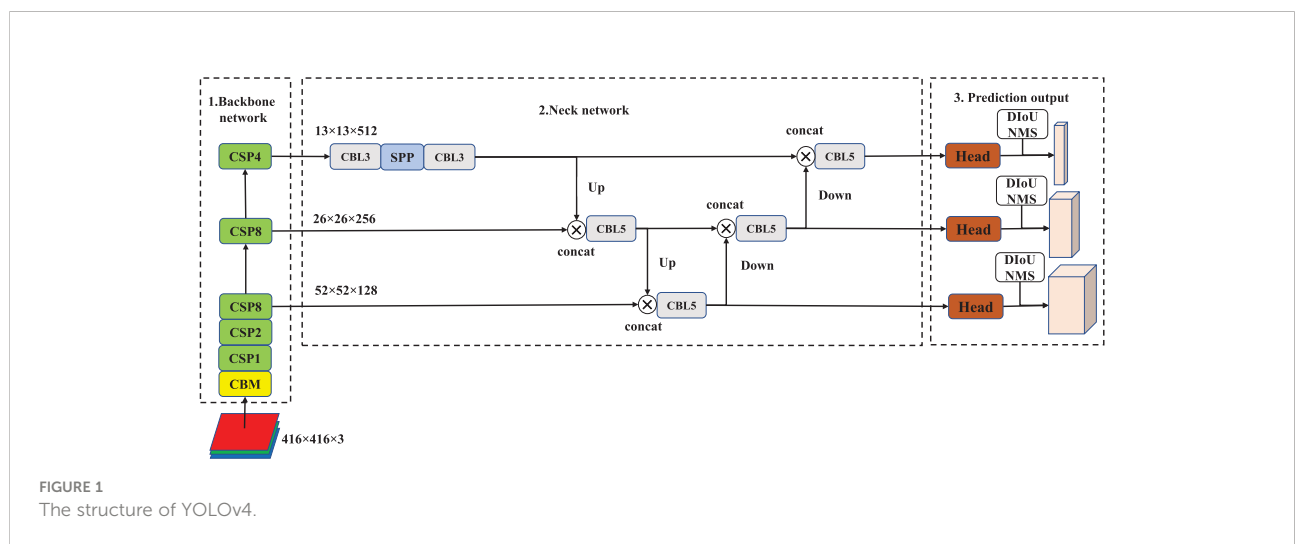 1.Backbone
network
2.Neck network
3. Prediction output
DIoU
NMS
13×13×512
concat
CSP4
CBL3
SPP
CBL3
CBL5
Head
Up
Down
DIoU
NMS
26×26×256
concat
CSP8
CBL5
CBL5
Head
concat
Up
Down
DIoU
NMS
52×52×128
CSP8
CBL5
Head
concat
CSP2
CSP1
CBM
416×416×3
FIGURE 1
The structure of YOLOv4.